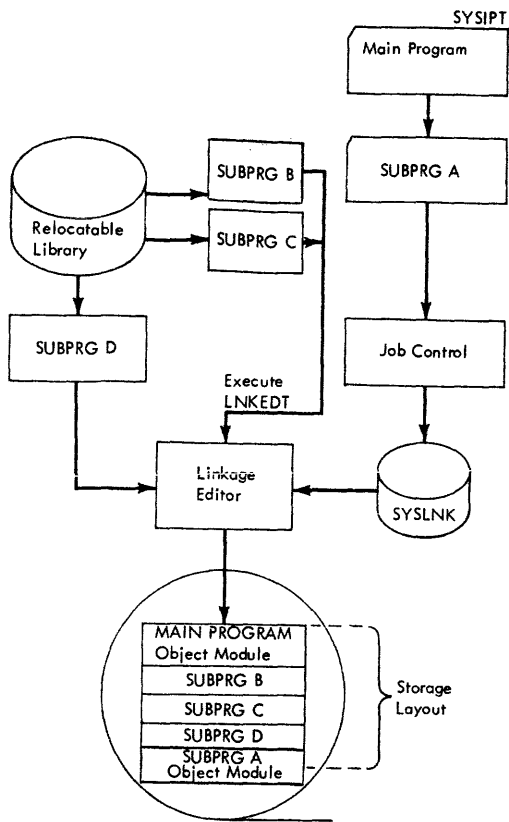 SYSIPT
Main Program
SUBPRG A
SUBPRG B
SUBPRG C
Relocatable
Library
SUBPRG D
Job Control
Execute
LNKEDT
Linkage
Editor
SYSLNK
MAIN PROGRAM
Object Module
SUBPRG B
SUBPRG C
SUBPRG D
SUBPRG A
Object Module
Storage
Layout